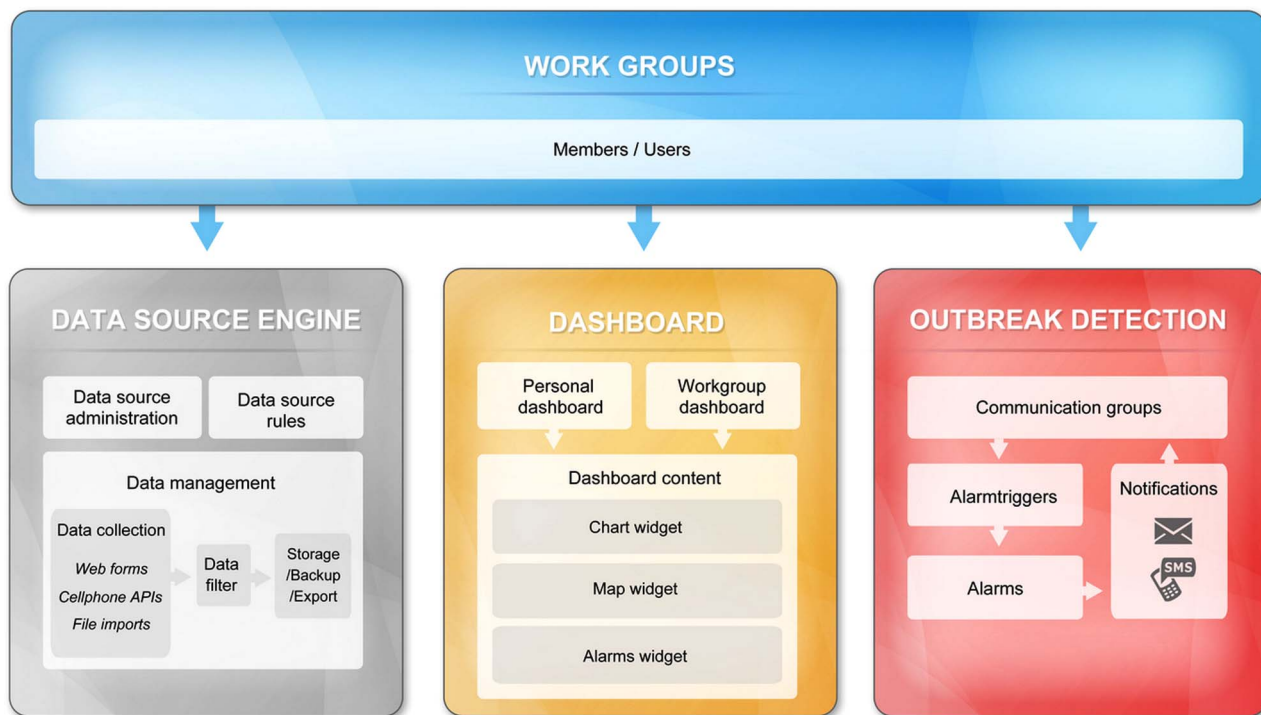 WORK GROUPS
Members / Users
DATA SOURCE ENGINE
Data source
administration
Data source
rules
Data management
Data collection
Web forms
Cellphone APIs
File imports
Data
filter
Storage
/Backup
/Export
DASHBOARD
Personal
dashboard
Workgroup
dashboard
Dashboard content
Chart widget
Map widget
Alarms widget
OUTBREAK DETECTION
Communication groups
Alarmtriggers
Alarms
Notifications
SMS